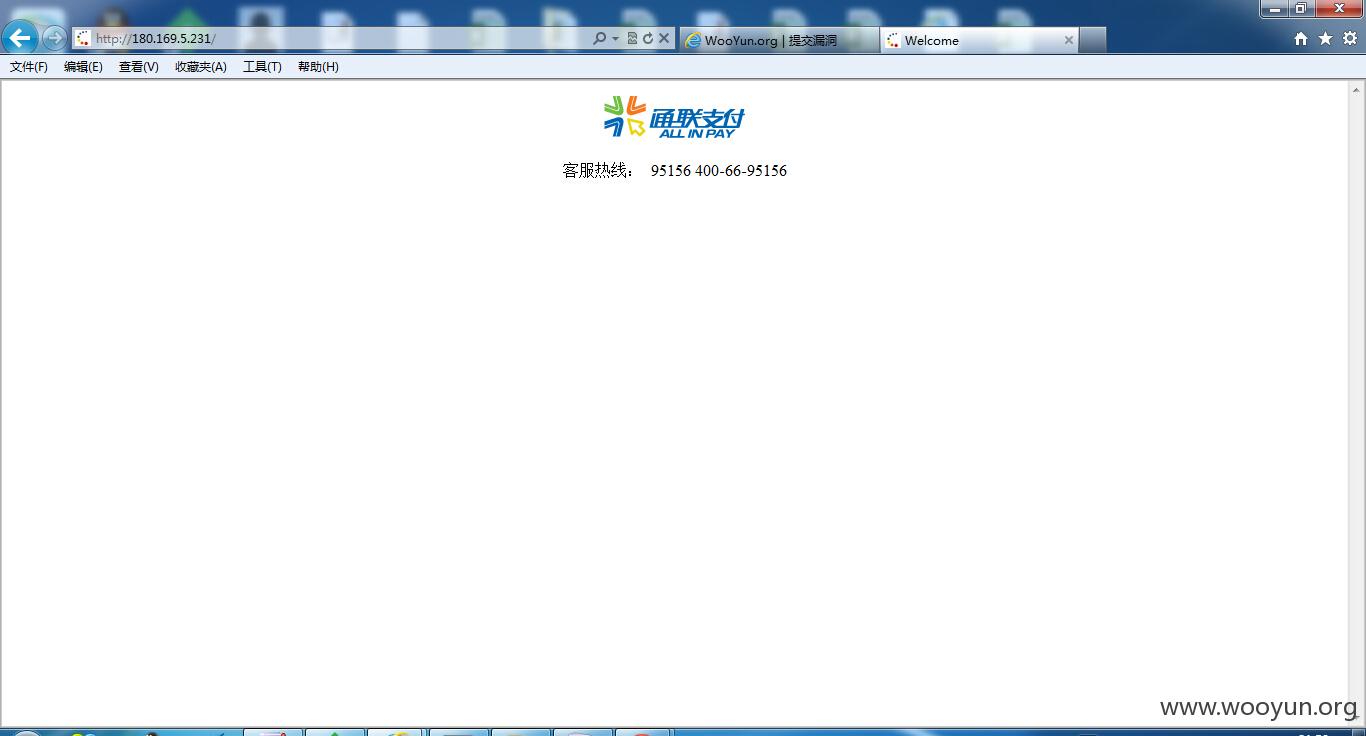 http://180.169.5.231/
WooYun.org | 提交漏洞
Welcome
文件(F) 编辑(E) 查看(V) 收藏夹(A) 工具(T) 帮助(H)
通联支付
ALL IN PAY
客服热线： 95156 400-66-95156
www.wooyun.org